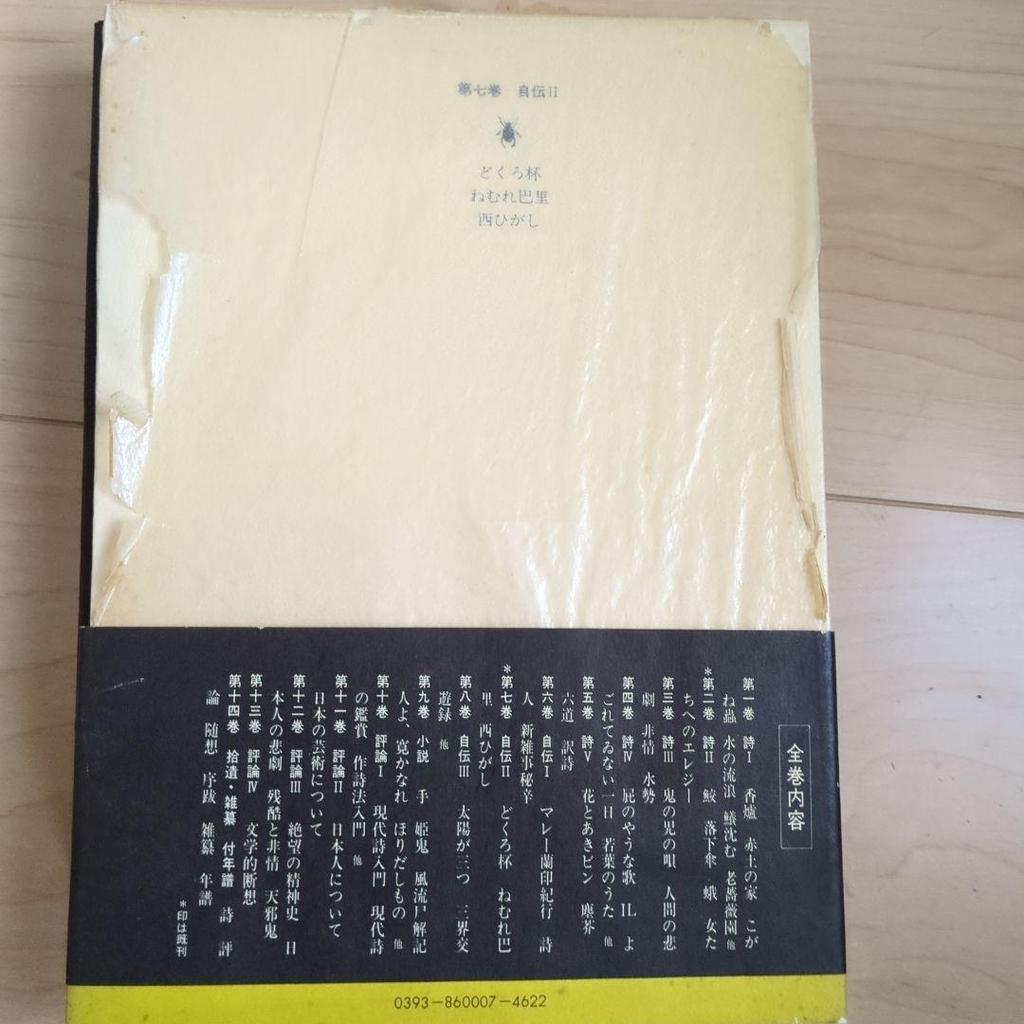 第七巻 自伝II
どくろ杯
ねむれ巴里
西ひがし
全巻内容
第一巻 詩I 香爐 赤土の家 こが
ね蟲 水の流浪 鱶沈む 老薔薇園 他
*第二巻 詩II 鮫 落下傘 蛾 女た
ちへのエレジー
第三巻 詩III 鬼の児の唄 人間の悲
劇 非情 水勢
第四巻 詩IV 屁のやうな歌 IL よ
ごれてゐない一日 若葉のうた 他
第五巻 詩V 花とあきビン 塵芥
六道 訳詩
第六巻 自伝I マレー蘭印紀行 詩
人 新雑事秘辛
*第七巻 自伝II どくろ杯 ねむれ巴
里 西ひがし
第八巻 自伝III 太陽が三つ 三界交
遊録 他
第九巻 小説 手 姫鬼 風流尸解記
人よ、寛かなれ ほりだしもの 他
第十巻 評論I 現代詩入門 現代詩
の鑑賞 作詩法入門 他
第十一巻 評論II 日本人について
日本の芸術について
第十二巻 評論III 絶望の精神史 日
本人の悲劇 残酷と非情 天邪鬼
第十三巻 評論IV 文学的断想
第十四巻 拾遺・雑纂 付年譜 詩 評
論 随想 序跋 雑纂 年譜
*印は既刊
0393-860007-4622